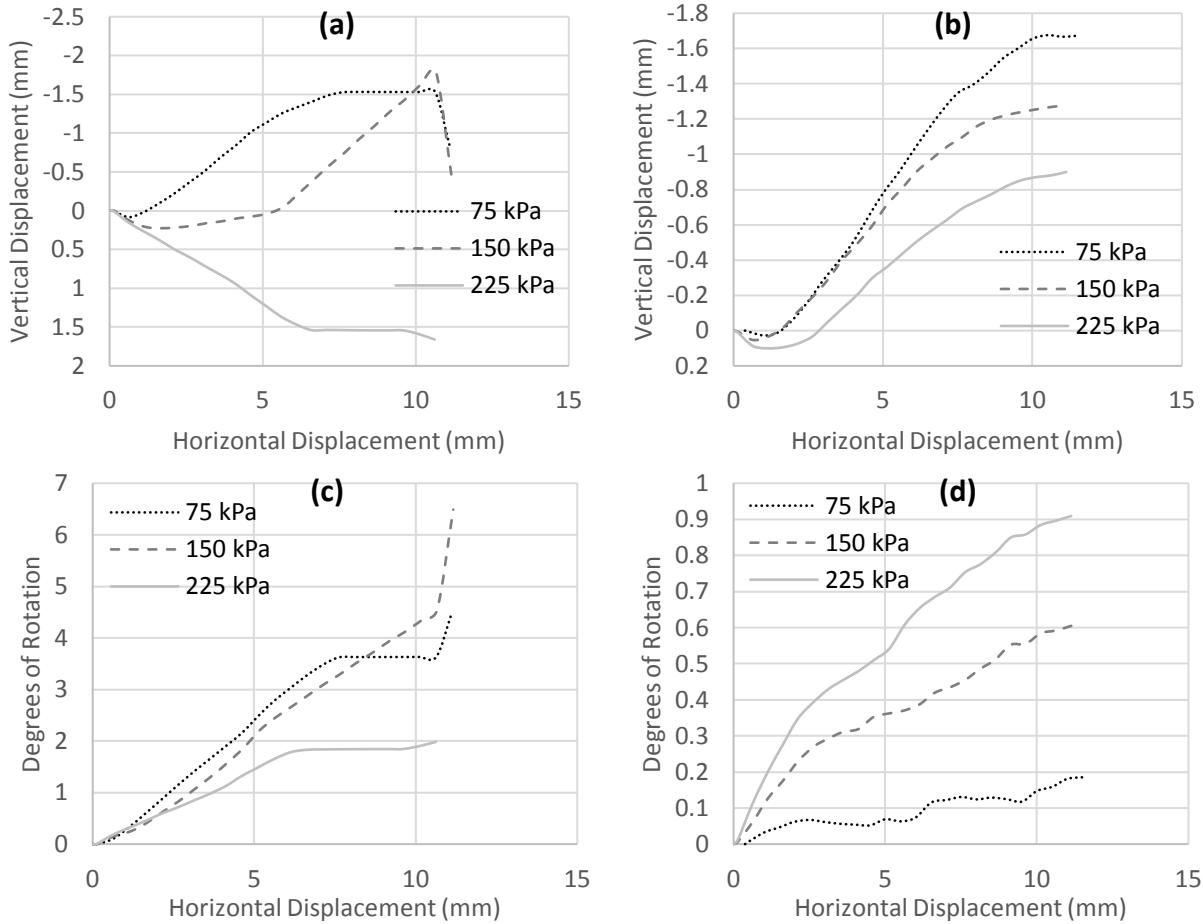 (a)
-2.5
-2
-1.5
-1
-0.5
0
0.5
1
1.5
2
Vertical Displacement (mm)
75 kPa
150 kPa
225 kPa
0
5
10
15
Horizontal Displacement (mm)
(b)
-1.8
-1.6
-1.4
-1.2
-1
-0.8
-0.6
-0.4
-0.2
0
0.2
Vertical Displacement (mm)
75 kPa
150 kPa
225 kPa
0
5
10
15
Horizontal Displacement (mm)
(c)
7
6
5
4
3
2
1
0
Degrees of Rotation
75 kPa
150 kPa
225 kPa
0
5
10
15
Horizontal Displacement (mm)
(d)
1
0.9
0.8
0.7
0.6
0.5
0.4
0.3
0.2
0.1
0
Degrees of Rotation
75 kPa
150 kPa
225 kPa
0
5
10
15
Horizontal Displacement (mm)